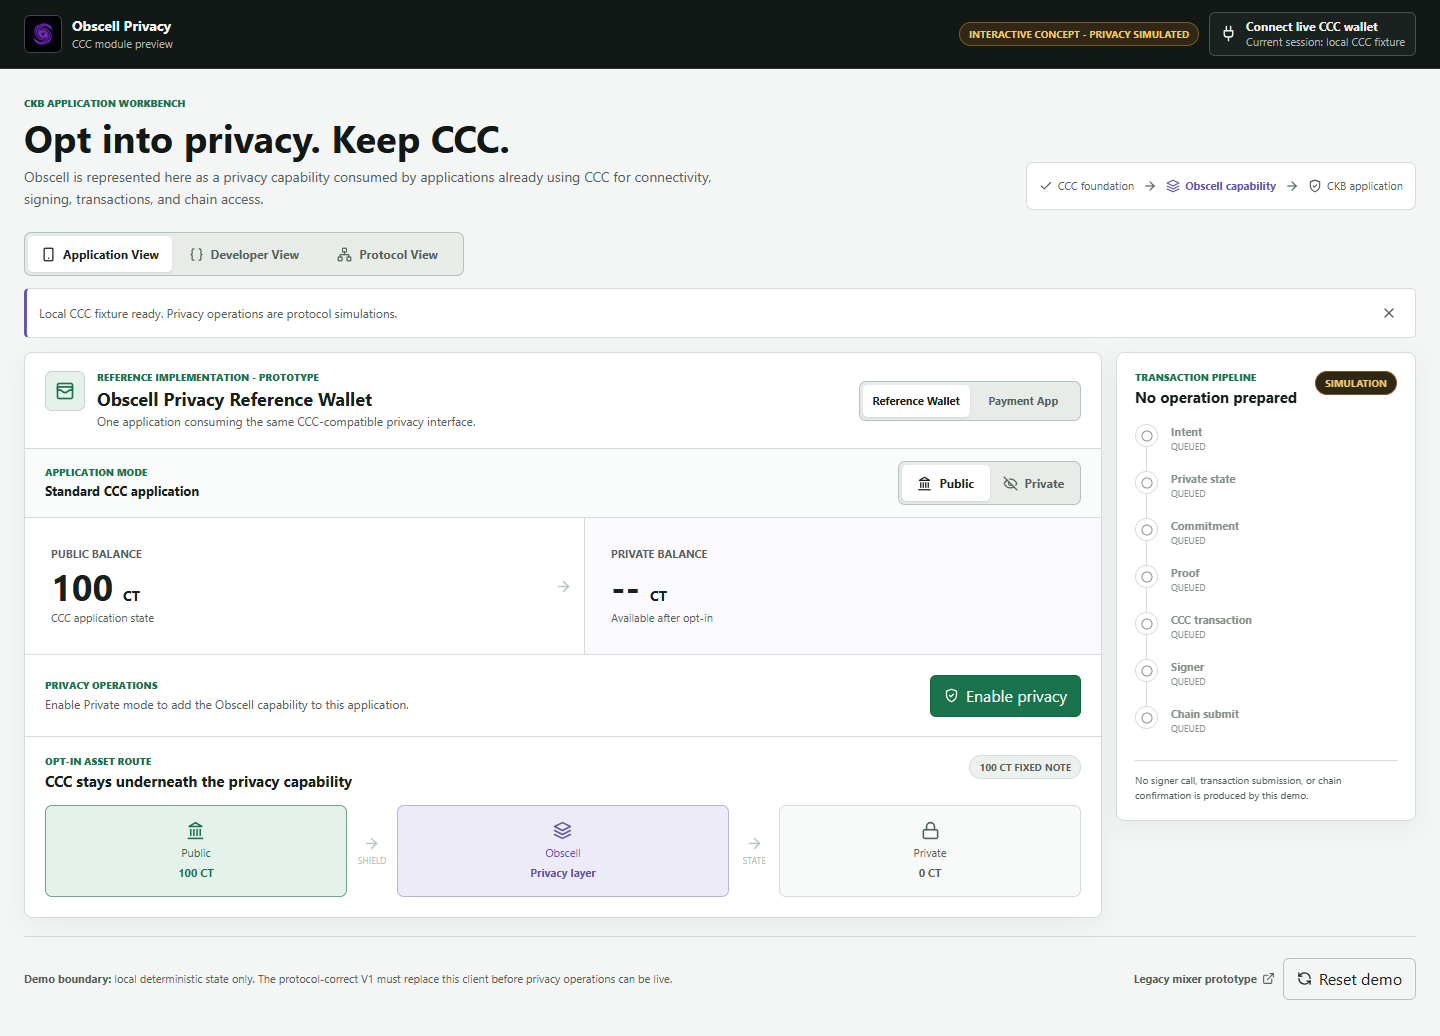 Obscell Privacy
CCC module preview
INTERACTIVE CONCEPT - PRIVACY SIMULATED
Connect live CCC wallet
Current session: local CCC fixture
CKB APPLICATION WORKBENCH
Opt into privacy. Keep CCC.
Obscell is represented here as a privacy capability consumed by applications already using CCC for connectivity,
signing, transactions, and chain access.
CCC foundation
Obscell capability
CKB application
Application View
Developer View
Protocol View
Local CCC fixture ready. Privacy operations are protocol simulations.
REFERENCE IMPLEMENTATION - PROTOTYPE
Obscell Privacy Reference Wallet
One application consuming the same CCC-compatible privacy interface.
Reference Wallet
Payment App
APPLICATION MODE
Standard CCC application
Public
Private
PUBLIC BALANCE
100 CT
CCC application state
PRIVATE BALANCE
-- CT
Available after opt-in
PRIVACY OPERATIONS
Enable Private mode to add the Obscell capability to this application.
Enable privacy
OPT-IN ASSET ROUTE
CCC stays underneath the privacy capability
100 CT FIXED NOTE
Public
100 CT
SHIELD
Obscell
Privacy layer
STATE
Private
0 CT
TRANSACTION PIPELINE
No operation prepared
SIMULATION
Intent
QUEUED
Private state
QUEUED
Commitment
QUEUED
Proof
QUEUED
CCC transaction
QUEUED
Signer
QUEUED
Chain submit
QUEUED
No signer call, transaction submission, or chain
confirmation is produced by this demo.
Demo boundary: local deterministic state only. The protocol-correct V1 must replace this client before privacy operations can be live.
Legacy mixer prototype
Reset demo